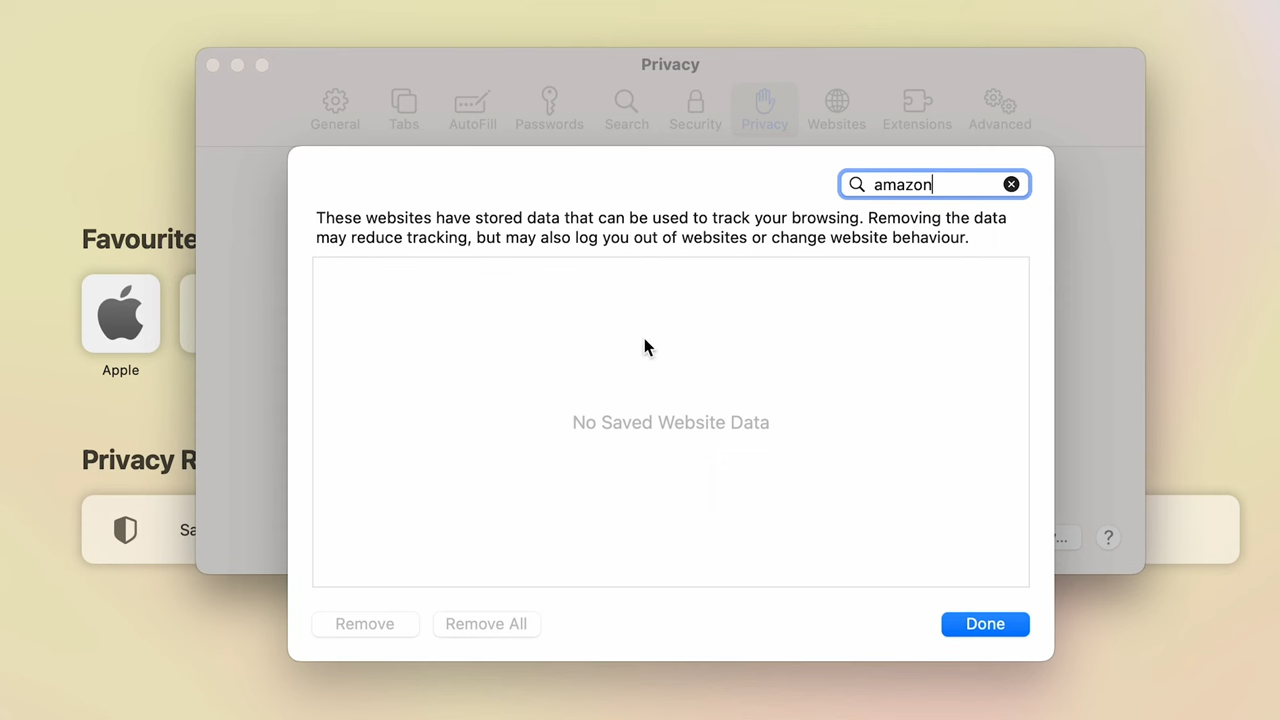 Privacy
General
Tabs
AutoFill
Passwords
Search
Security
Privacy
Websites
Extensions
Advanced
amazon
These websites have stored data that can be used to track your browsing. Removing the data
may reduce tracking, but may also log you out of websites or change website behaviour.
Favourite
Apple
No Saved Website Data
Privacy R
Sa
...
?
Remove
Remove All
Done